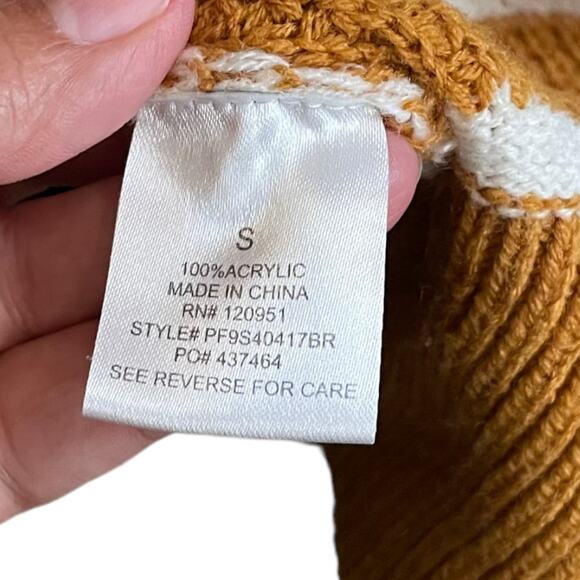 S
100%ACRYLIC
MADE IN CHINA
RN# 120951
STYLE# PF9S40417BR
PO# 437464
SEE REVERSE FOR CARE